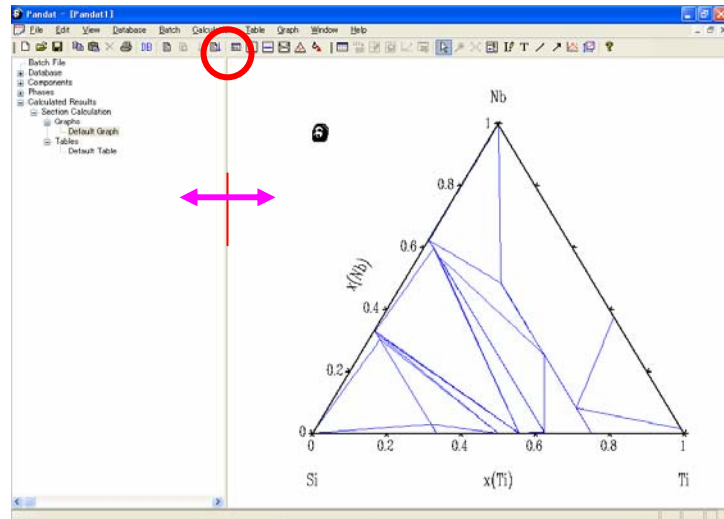 Pandat - [Pandat1]
File Edit View Database Batch Calculate Table Graph Window Help
DB
T
Batch File
Database
Components
Phases
Calculated Results
Section Calculation
Graphs
Default Graph
Tables
Default Table
Nb
1
0.8
0.6
x(Nb)
0.4
0.2
0
0 0.2 0.4 0.6 0.8 1
Si x(Ti) Ti